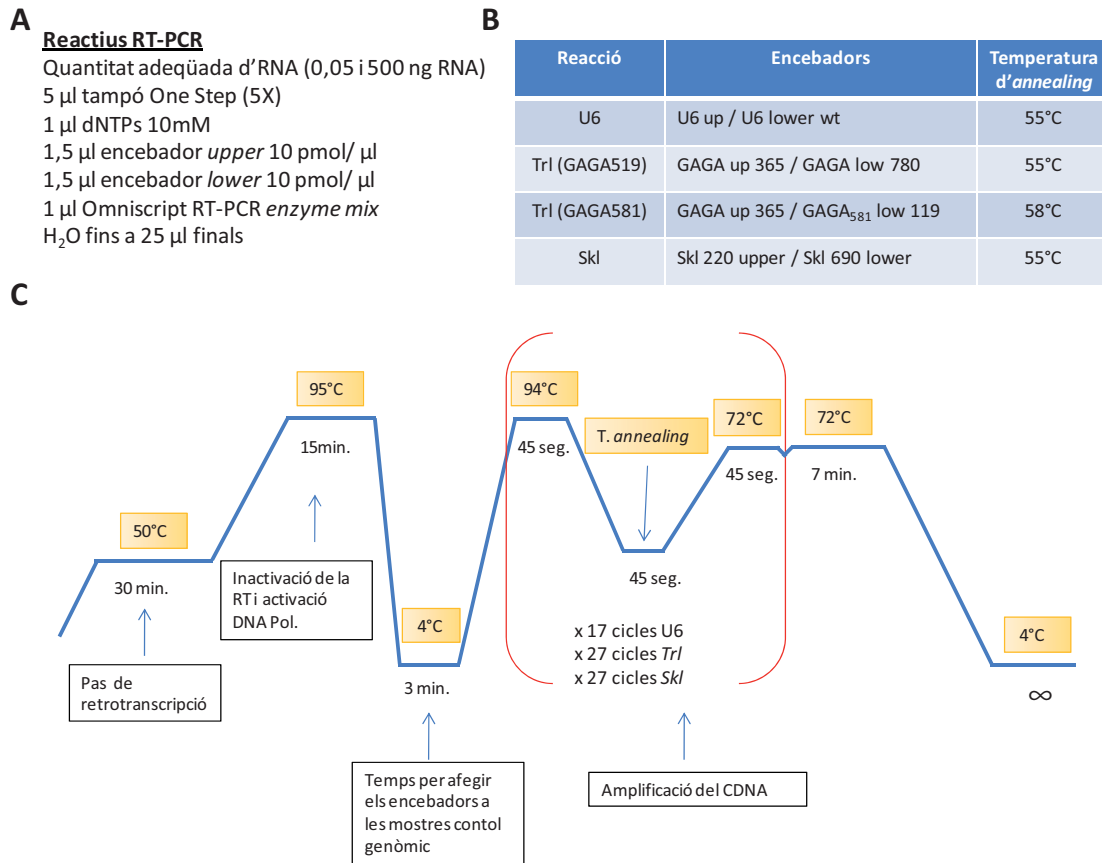 A
Reactius RT-PCR
Quantitat adeqüada d'RNA (0,05 i 500 ng RNA)
5 µl tampó One Step (5X)
1 µl dNTPs 10mM
1,5 µl encebador upper 10 pmol/ µl
1,5 µl encebador lower 10 pmol/ µl
1 µl Omniscript RT-PCR enzyme mix
H₂O fins a 25 µl finals
B
Reacció Encebadors Temperatura
d'annealing
U6 U6 up / U6 lower wt 55°C
Trl (GAGA519) GAGA up 365 / GAGA low 780 55°C
Trl (GAGA581) GAGA up 365 / GAGA₅₈₁ low 119 58°C
Skl Skl 220 upper / Skl 690 lower 55°C
C
50°C
30 min.
Pas de
retrotranscripció
95°C
15min.
Inactivació de la
RT i activació
DNA Pol.
4°C
3 min.
Temps per afegir
els encebadors a
les mostres contol
genòmic
94°C
45 seg.
T. annealing
45 seg.
72°C
45 seg.
x 17 cicles U6
x 27 cicles Trl
x 27 cicles Skl
Amplificació del CDNA
72°C
7 min.
4°C
∞